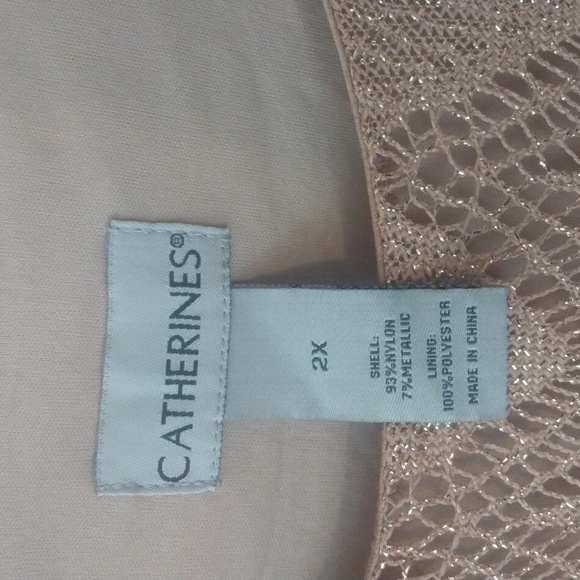 CATHERINES®
2X
SHELL:
93%NYLON
7%METALLIC
LINING:
100%POLYESTER
MADE IN CHINA